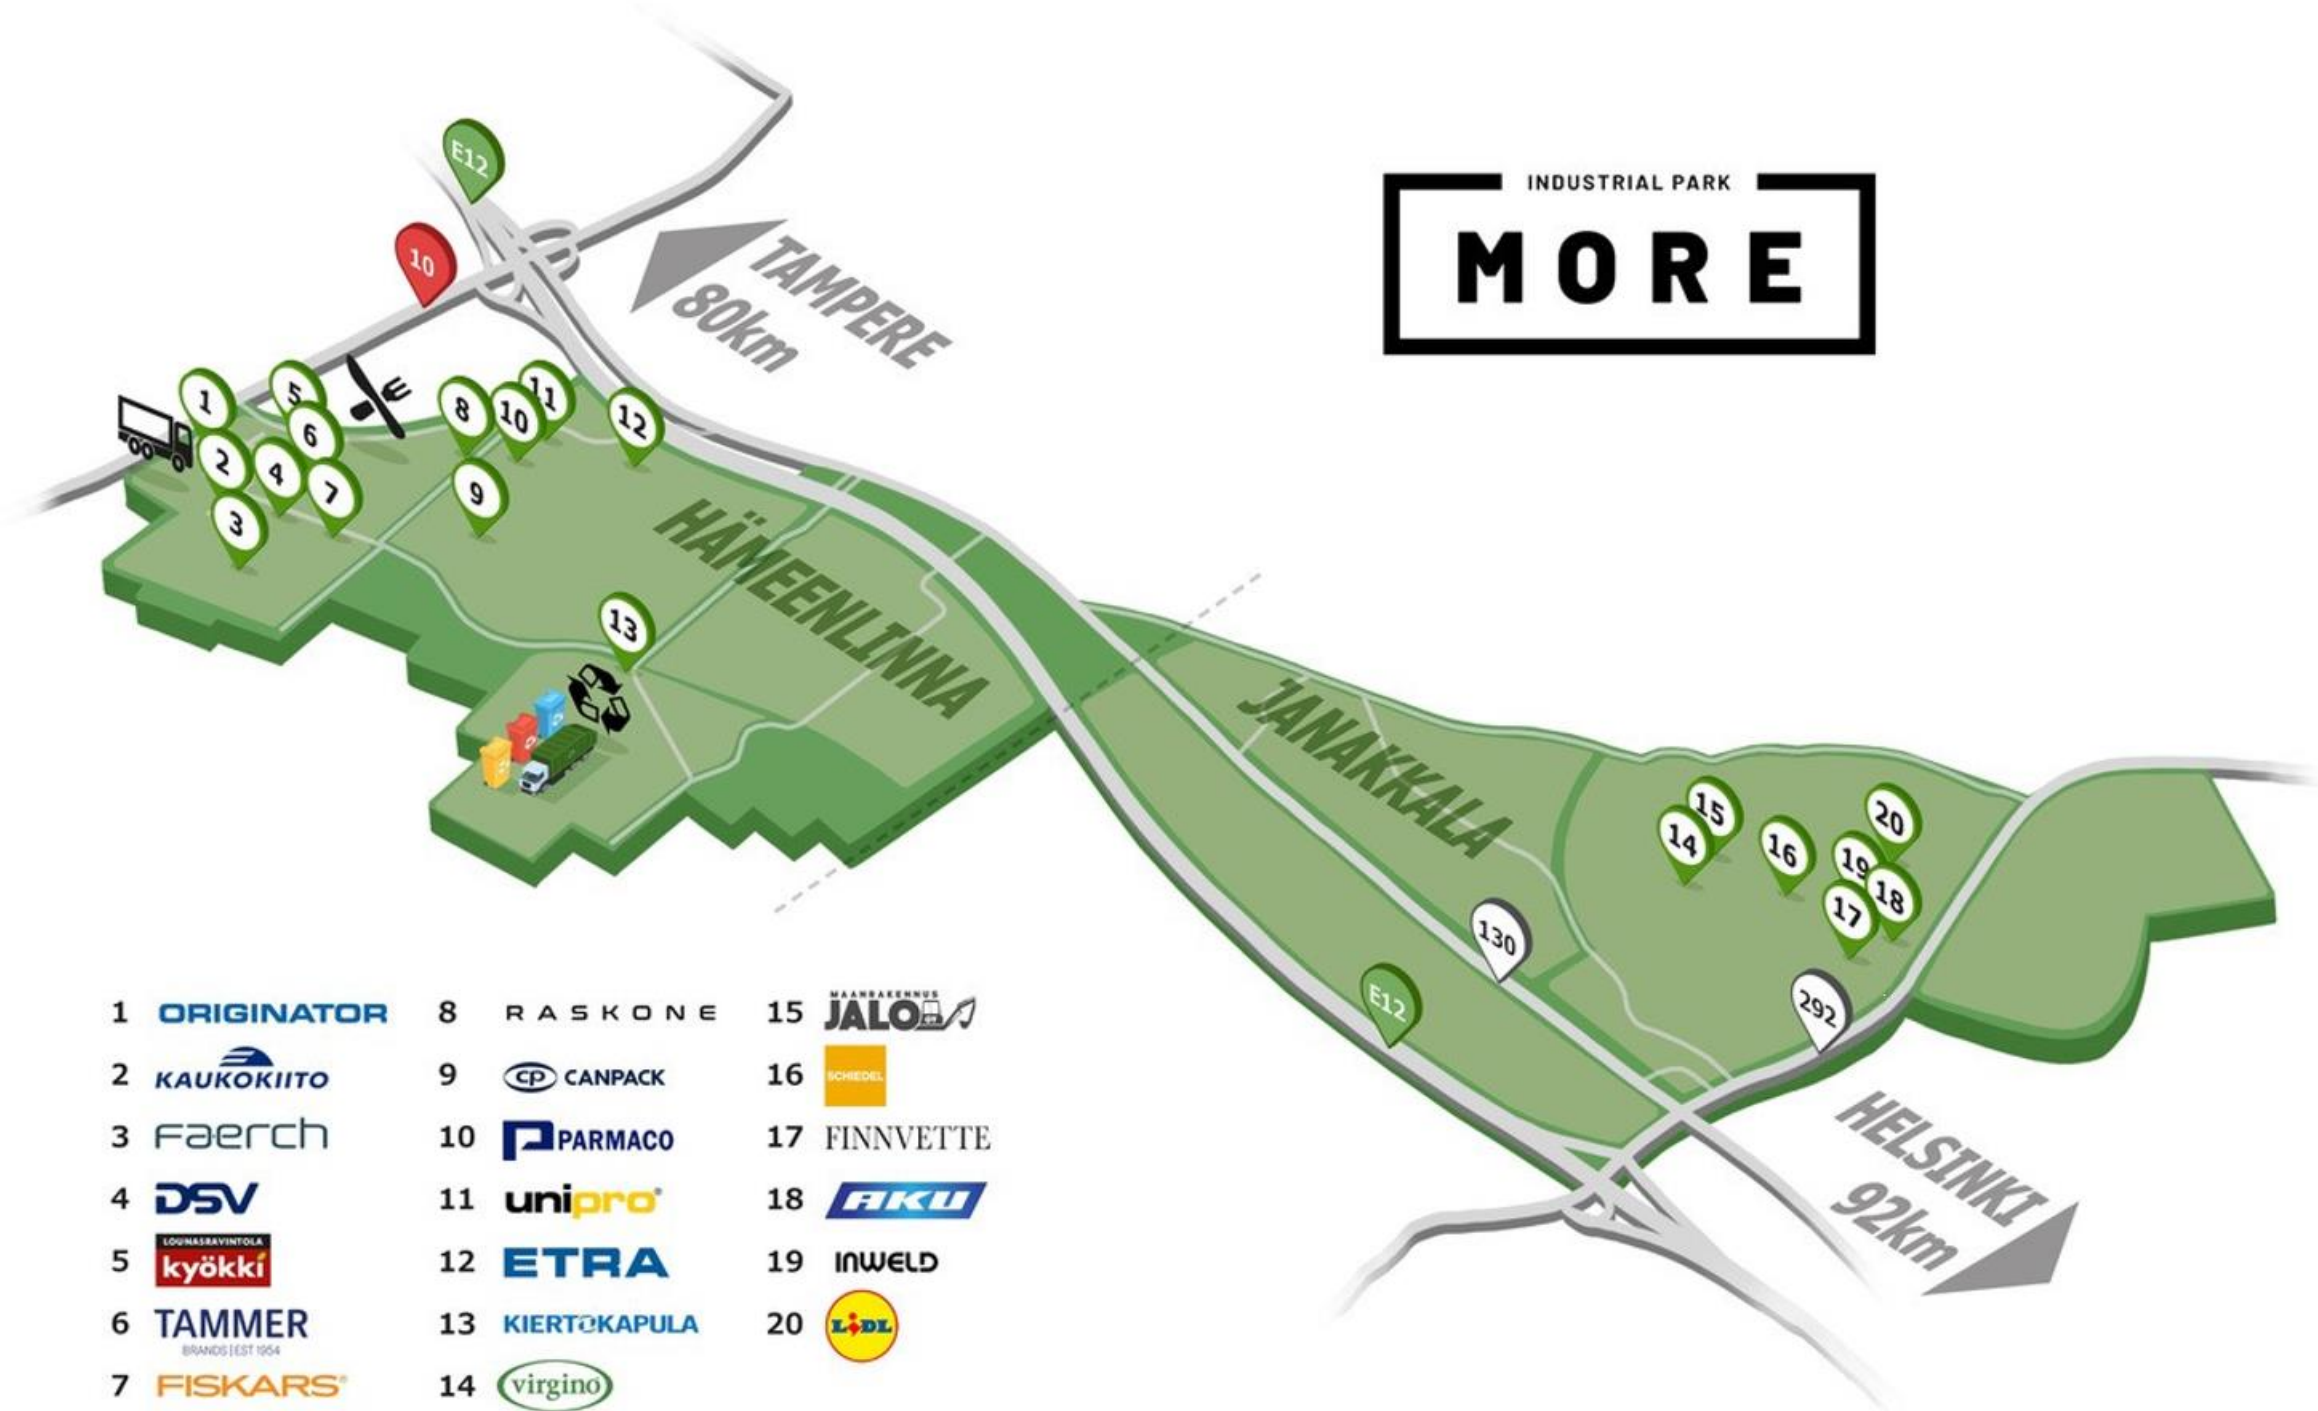 INDUSTRIAL PARK
MORE
E12
10
TAMPERE
80km
1
5
6
2
4
7
3
8
10
11
12
9
13
HÄMEENLINNA
JANAKKALA
15
14
16
20
19
18
17
130
E12
292
HELSINKI
92km
1 ORIGINATOR
2 KAUKOKIITO
3 Faerch
4 DSV
5 LOUNASRAVINTOLA
kyökki
6 TAMMER
BRANDS | EST 1954
7 FISKARS®
8 RASKONE
9 CP CANPACK
10 PARMACO
11 unipro®
12 ETRA
13 KIERTOKAPULA
14 virgino
15 MAANRAKENNUS
JALO
16 SCHIEDEL
17 FINNVETTE
18 AKU
19 INWELD
20 LIDL